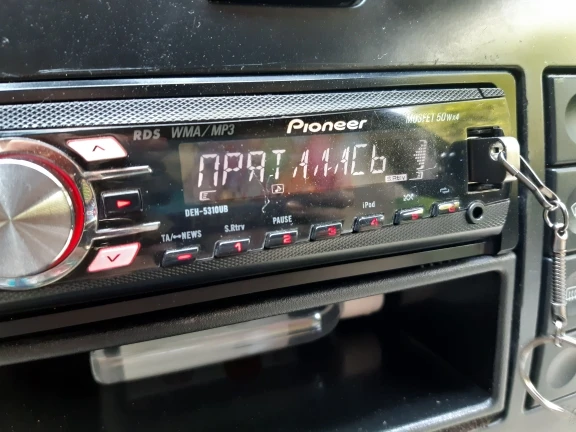 RDS WMA/MP3
Pioneer
MOSFET 50W×4
ПРЯТАЛАСЬ
S.RTRV
DEH-5310UB
TA/NEWS
S.Rtrv
PAUSE
iPod
1
2
3
4